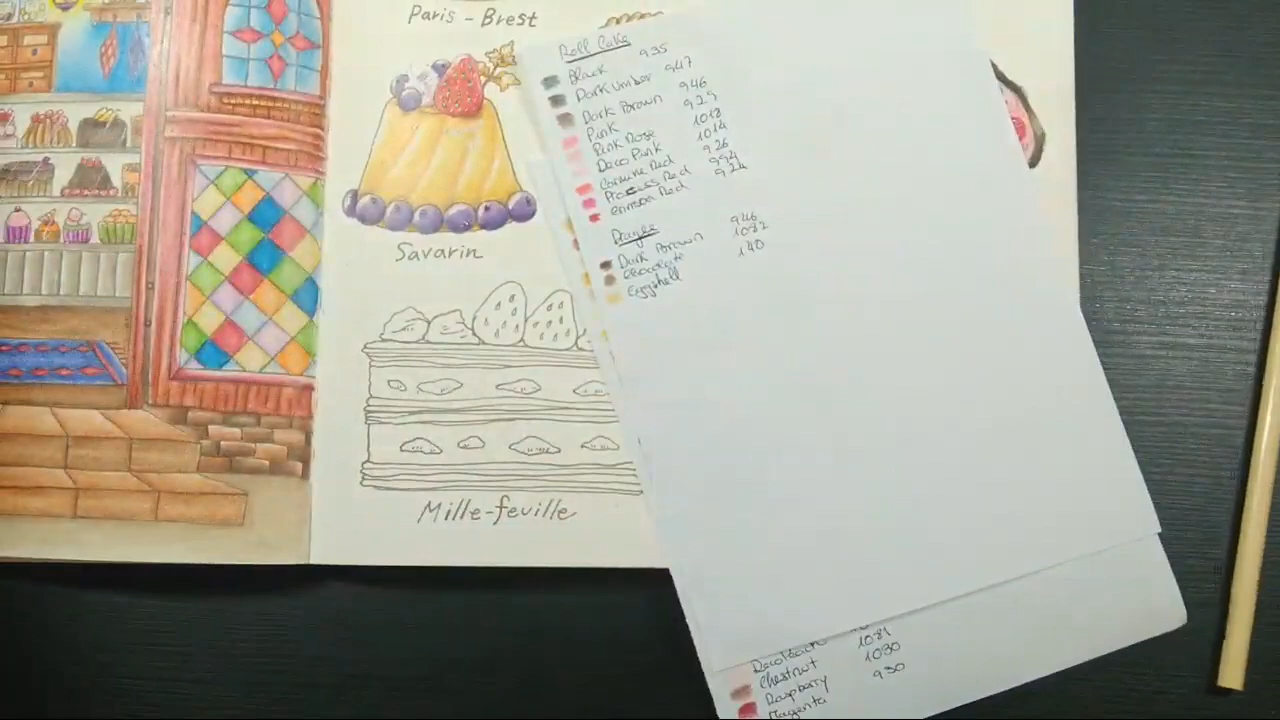 Paris - Brest
Savarin
Mille-feuille
Roll Cake
Black 935
Dark Umber 947
Dark Brown 946
Pink 929
Pink Rose 1018
Deco Pink 1014
Carmine Red 926
Process Red 994
Crimson Red 924
Dark Brown 946
Chocolate 1082
Eggshell 140
Chestnut 1081
Raspberry 1030
Magenta 930